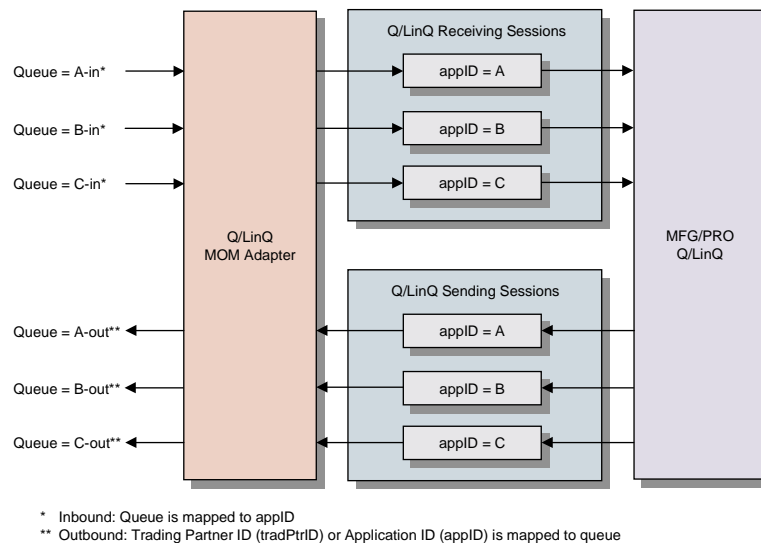 Q/LinQ Receiving Sessions
Queue = A-in*
appID = A
Queue = B-in*
appID = B
Queue = C-in*
appID = C
Q/LinQ
MOM Adapter
MFG/PRO
Q/LinQ
Q/LinQ Sending Sessions
Queue = A-out**
appID = A
Queue = B-out**
appID = B
Queue = C-out**
appID = C
* Inbound: Queue is mapped to appID
** Outbound: Trading Partner ID (tradPtrID) or Application ID (appID) is mapped to queue